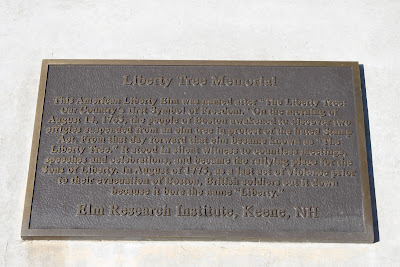 Liberty Tree Memorial
This American Liberty Elm was named after "The Liberty Tree:
Our Country's first Symbol of Freedom." On the morning of
August 14, 1765, the people of Boston awakened to discover two
effigies suspended from an elm tree in protest of the hated Stamp
Act. From that day forward that elm became known as "The
Liberty Tree." It stood in silent witness to countless meetings,
speeches and celebrations, and became the rallying place for the
Sons of Liberty. In August of 1775, as a last act of violence prior
to their evacuation of Boston, British soldiers cut it down
because it bore the name "Liberty."
Elm Research Institute, Keene, NH